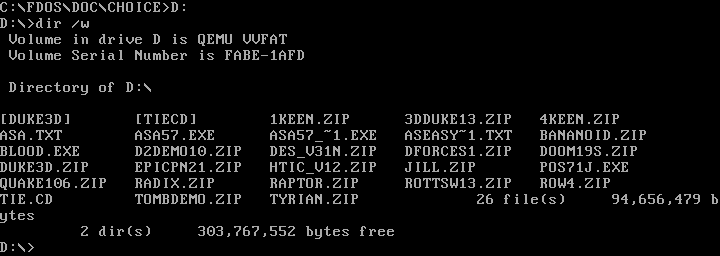 C:\FDOS\DOC\CHOICE>D:
D:\>dir /w
Volume in drive D is QEMU VVFAT
Volume Serial Number is FABE-1AFD
Directory of D:\
[DUKE3D] [TIECD] 1KEEN.ZIP 3DDUKE13.ZIP 4KEEN.ZIP
ASA.TXT ASA57.EXE ASA57_~1.EXE ASEASY~1.TXT BANANOID.ZIP
BLOOD.EXE D2DEMO10.ZIP DES_V31N.ZIP DFORCES1.ZIP DOOM19S.ZIP
DUKE3D.ZIP EPICPN21.ZIP HTIC_V12.ZIP JILL.ZIP POS71J.EXE
QUAKE106.ZIP RADIX.ZIP RAPTOR.ZIP ROTTSW13.ZIP ROW4.ZIP
TIE.CD TOMBDEMO.ZIP TYRIAN.ZIP 26 file(s) 94,656,479 b
ytes
2 dir(s) 303,767,552 bytes free
D:\>